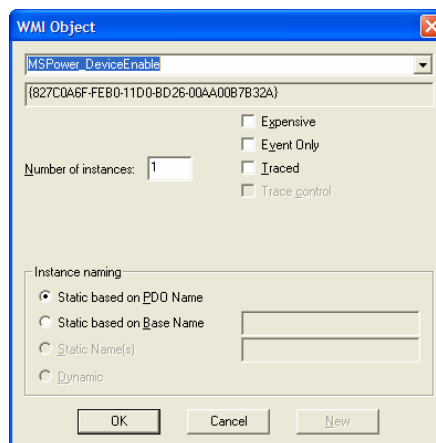 WMI Object
MSPower_DeviceEnable
{827C0A6F-FEB0-11D0-BD26-00AA00B7B32A}
Expensive
Event Only
Number of instances: 1
Traced
Trace control
Instance naming
Static based on PDO Name
Static based on Base Name
Static Name(s)
Dynamic
OK Cancel New